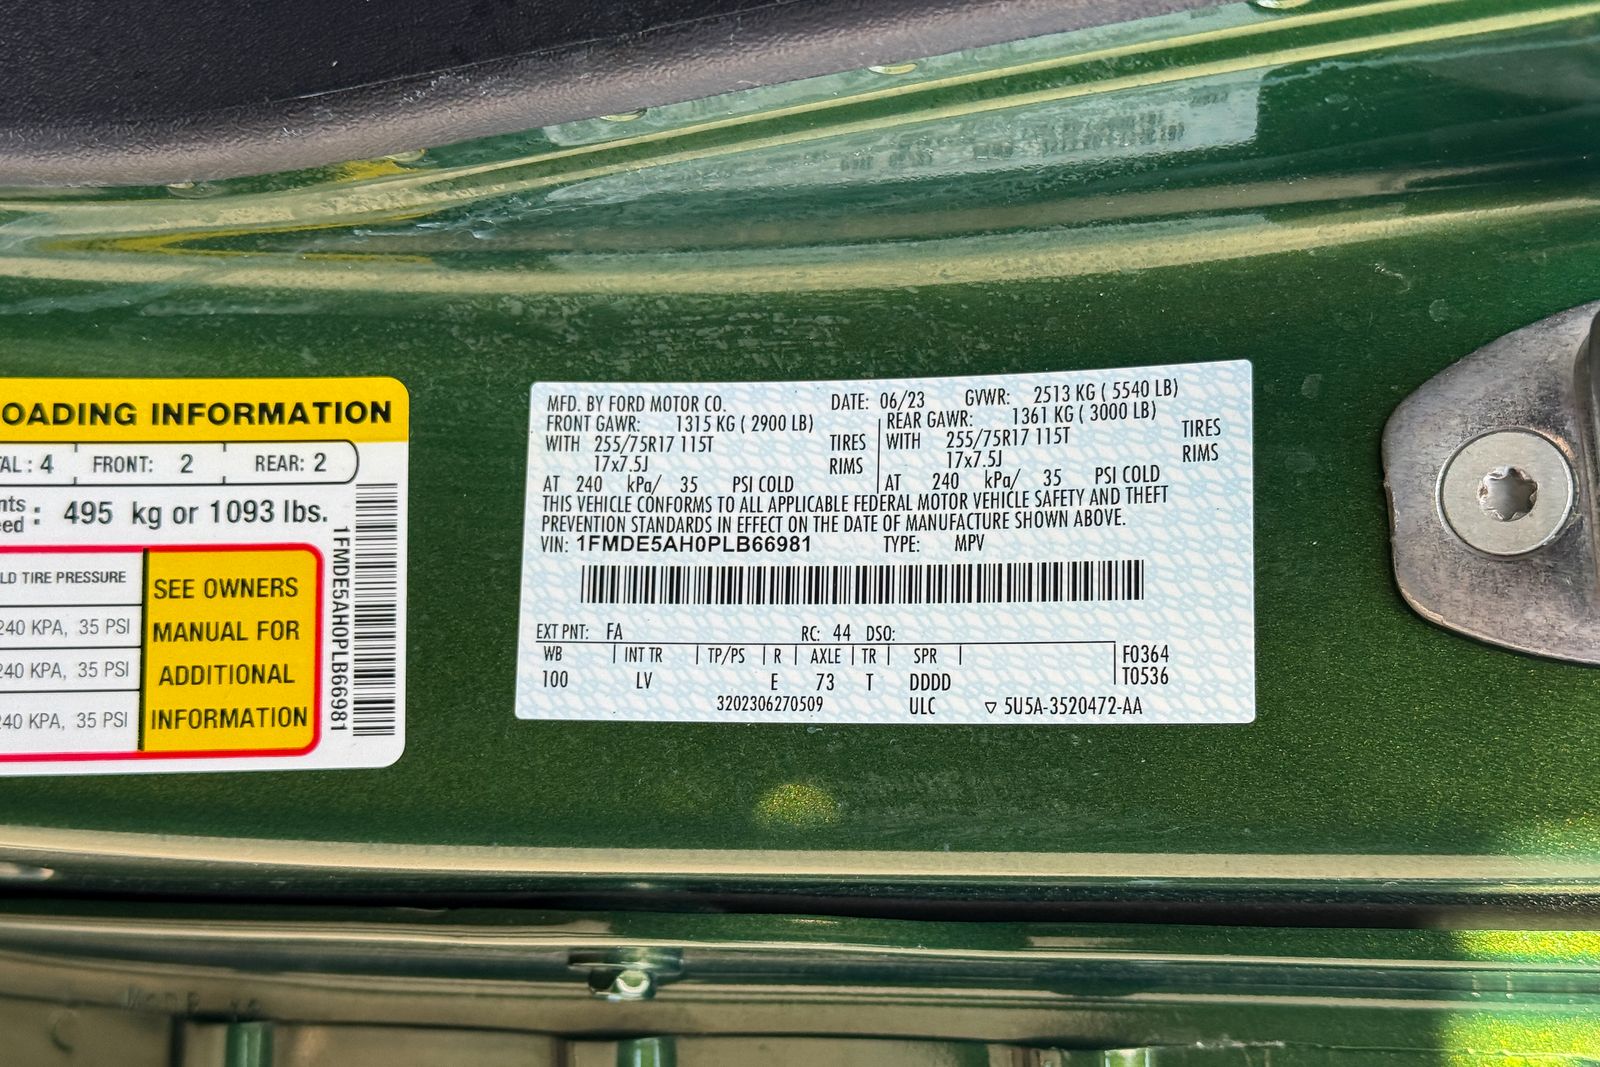 OADING INFORMATION
TAL: 4 FRONT: 2 REAR: 2
nts
eed : 495 kg or 1093 lbs.
LD TIRE PRESSURE
240 KPA, 35 PSI
240 KPA, 35 PSI
240 KPA, 35 PSI
SEE OWNERS
MANUAL FOR
ADDITIONAL
INFORMATION
1FMDE5AH0PLB66981
MFD. BY FORD MOTOR CO. DATE: 06/23 GVWR: 2513 KG ( 5540 LB)
FRONT GAWR: 1315 KG ( 2900 LB) REAR GAWR: 1361 KG ( 3000 LB)
WITH 255/75R17 115T TIRES WITH 255/75R17 115T TIRES
17x7.5J RIMS 17x7.5J RIMS
AT 240 kPa/ 35 PSI COLD AT 240 kPa/ 35 PSI COLD
THIS VEHICLE CONFORMS TO ALL APPLICABLE FEDERAL MOTOR VEHICLE SAFETY AND THEFT
PREVENTION STANDARDS IN EFFECT ON THE DATE OF MANUFACTURE SHOWN ABOVE.
VIN: 1FMDE5AH0PLB66981 TYPE: MPV
EXT PNT: FA RC: 44 DSO:
WB | INT TR | TP/PS | R | AXLE | TR | SPR | F0364
100 LV E 73 T DDDD T0536
3202306270509 ULC ▽ 5U5A-3520472-AA